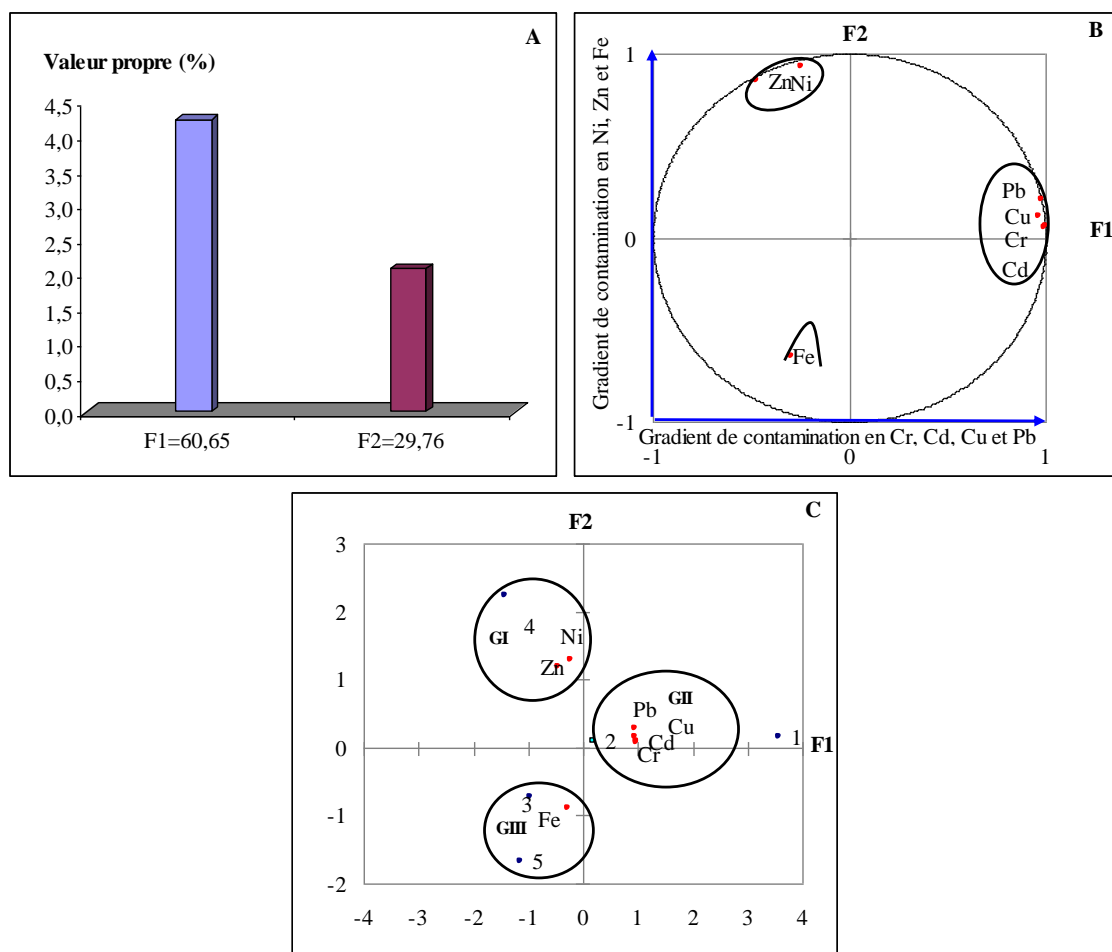 A
Valeur propre (%)
4,5
4,0
3,5
3,0
2,5
2,0
1,5
1,0
0,5
0,0
F1=60,65 F2=29,76
B
F2
Gradient de contamination en Ni, Zn et Fe
1
ZnNi
Pb
Cu
0
F1
Cr
Cd
Fe
-1
Gradient de contamination en Cr, Cd, Cu et Pb
-1 0 1
C
F2
3
2
4 Ni
GI
Zn
1
GII
Pb
Cu
2 Cd 1 F1
0
Cr
3 Fe
-1
GIII
5
-2
-4 -3 -2 -1 0 1 2 3 4